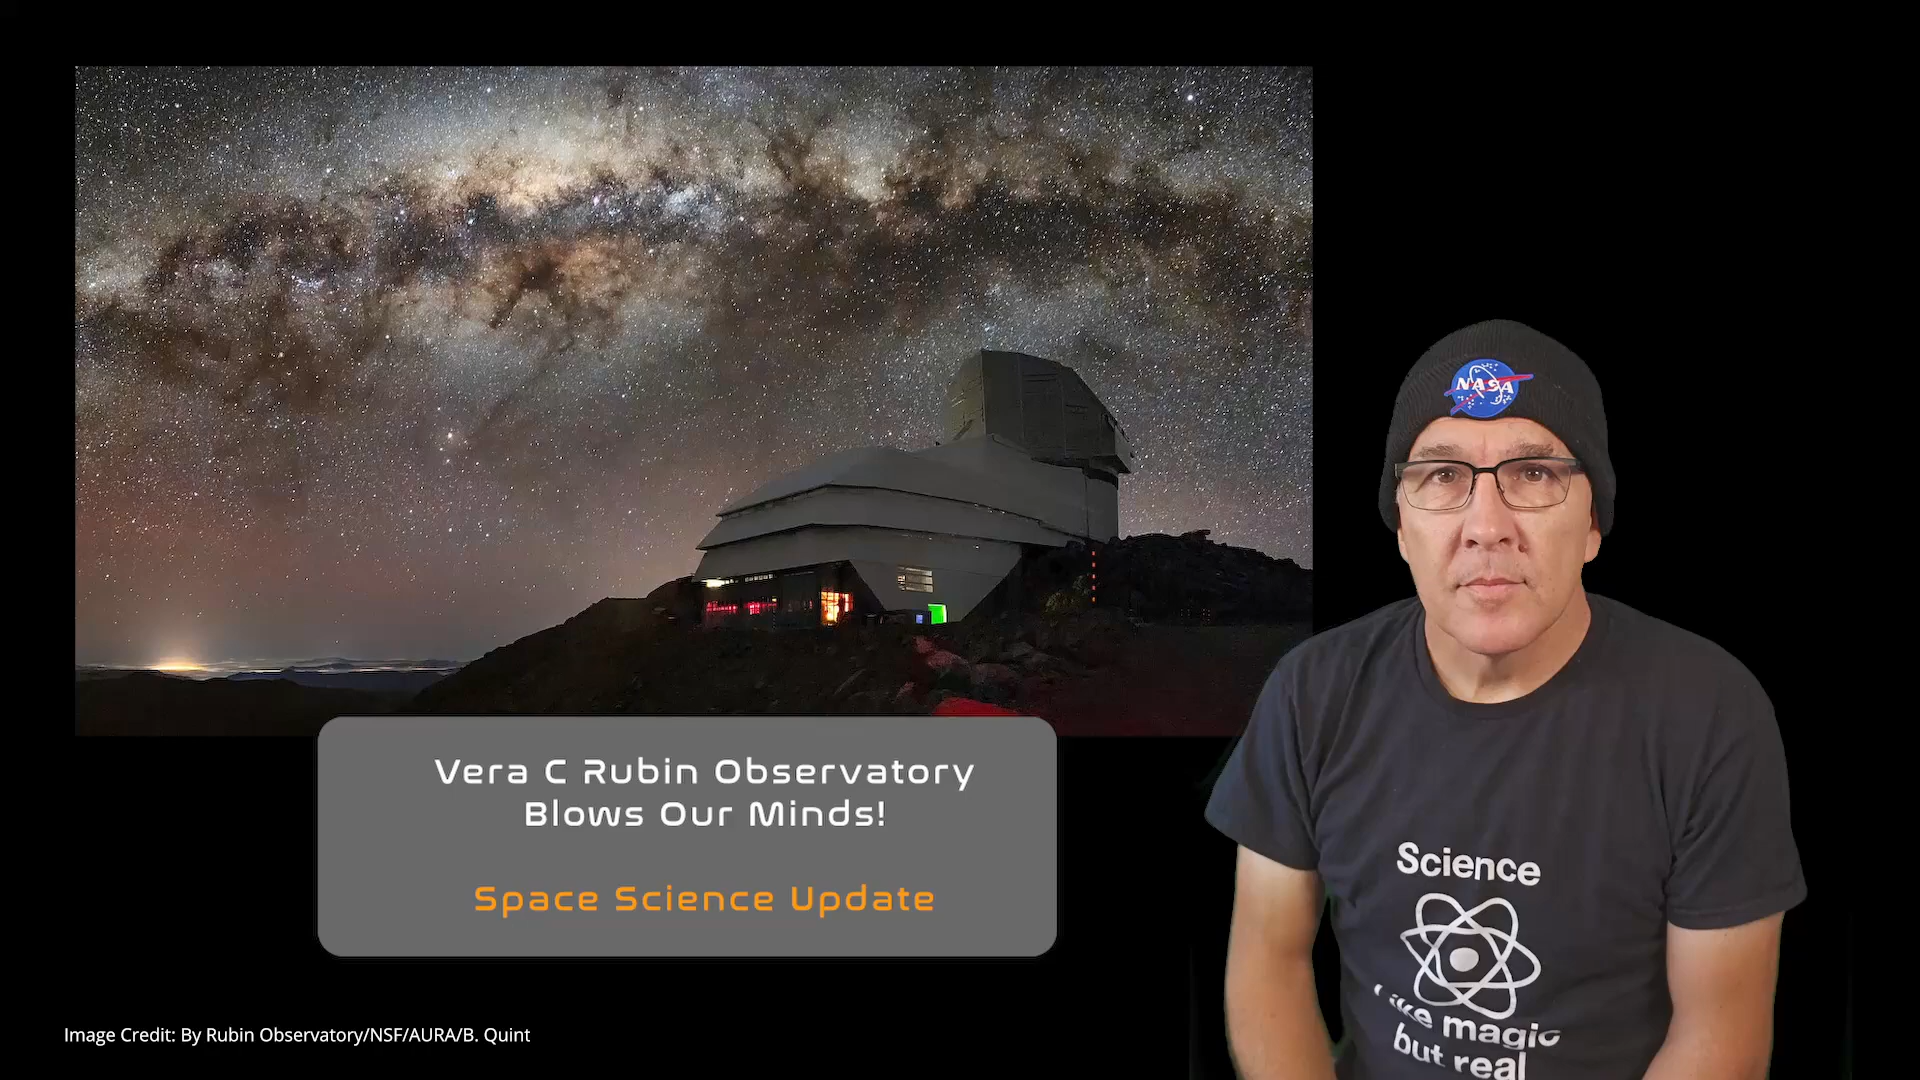 NASA
Vera C Rubin Observatory
Blows Our Minds!
Space Science Update
Science
Like magic
but real
Image Credit: By Rubin Observatory/NSF/AURA/B. Quint